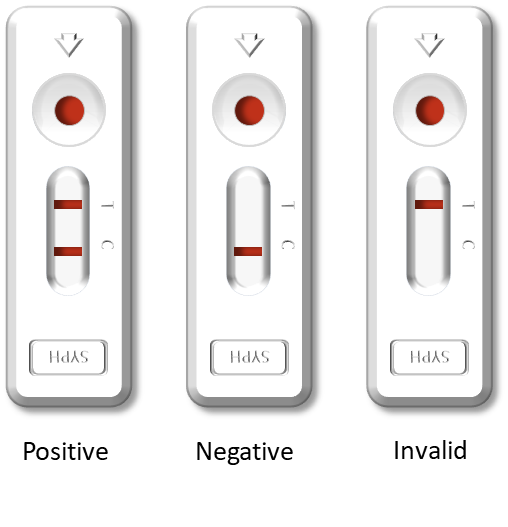 T C
T C
T C
SYPH
SYPH
SYPH
Positive
Negative
Invalid